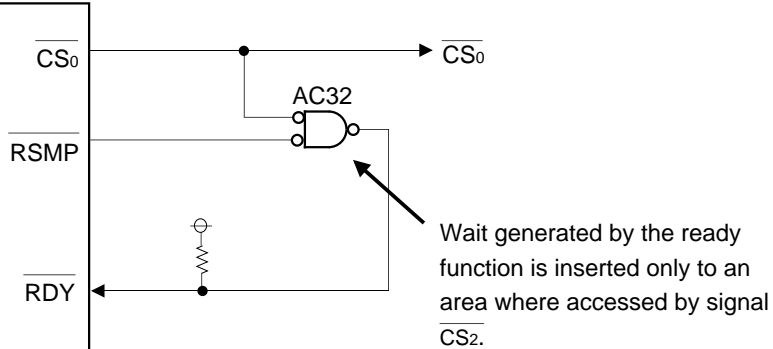 CS0 CS0
AC32
RSMP
Wait generated by the ready
function is inserted only to an
RDY area where accessed by signal
CS2.